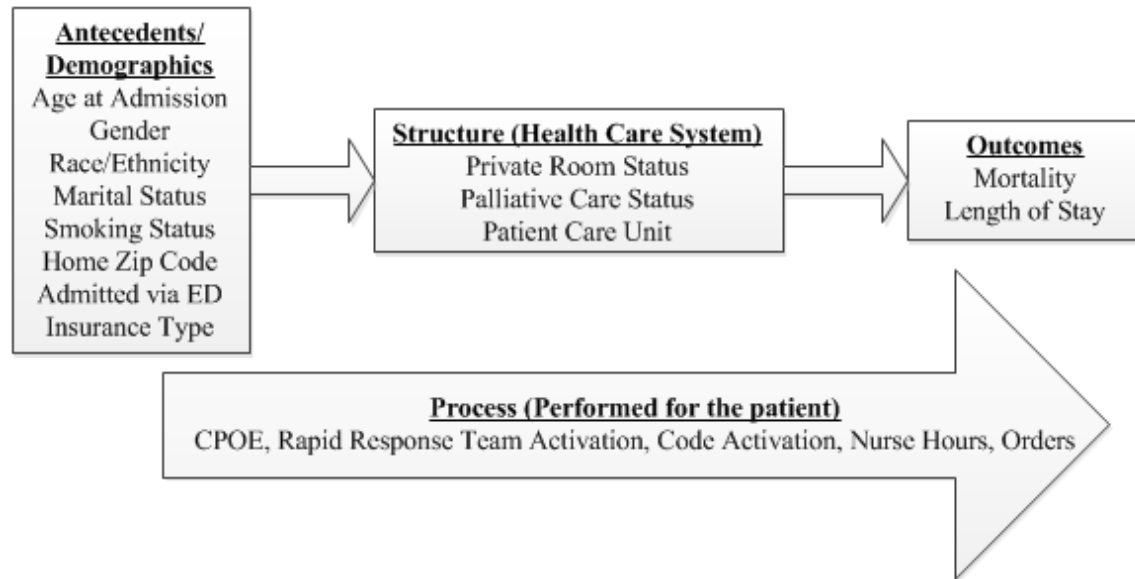 Antecedents/
Demographics
Age at Admission
Gender
Race/Ethnicity
Marital Status
Smoking Status
Home Zip Code
Admitted via ED
Insurance Type
Structure (Health Care System)
Private Room Status
Palliative Care Status
Patient Care Unit
Outcomes
Mortality
Length of Stay
Process (Performed for the patient)
CPOE, Rapid Response Team Activation, Code Activation, Nurse Hours, Orders